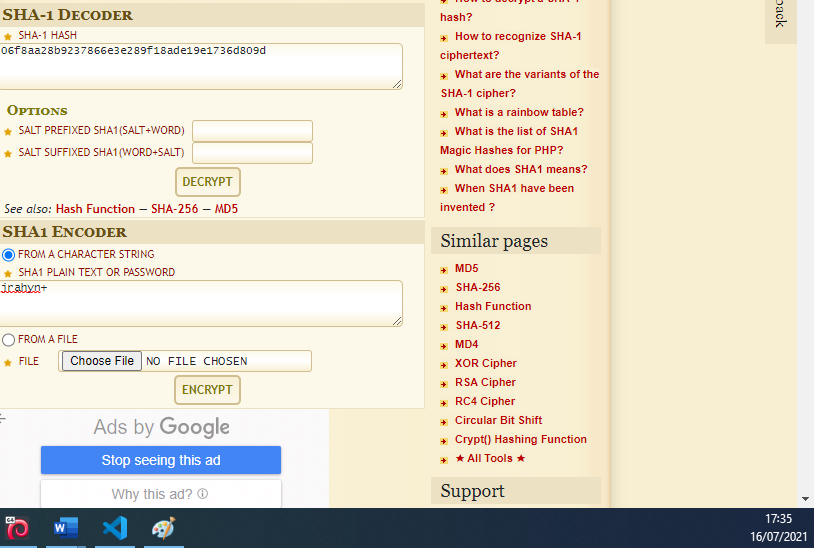 SHA-1 DECODER
SHA-1 HASH
06f8aa28b9237866e3e289f18ade19e1736d809d
OPTIONS
SALT PREFIXED SHA1(SALT+WORD)
SALT SUFFIXED SHA1(WORD+SALT)
DECRYPT
See also: Hash Function — SHA-256 — MD5
SHA1 ENCODER
FROM A CHARACTER STRING
SHA1 PLAIN TEXT OR PASSWORD
jrahyn+
FROM A FILE
FILE Choose File NO FILE CHOSEN
ENCRYPT
Ads by Google
Stop seeing this ad
Why this ad?
How to decrypt a SHA-1
hash?
How to recognize SHA-1
ciphertext?
What are the variants of the
SHA-1 cipher?
What is a rainbow table?
What is the list of SHA1
Magic Hashes for PHP?
What does SHA1 means?
When SHA1 have been
invented ?
Similar pages
MD5
SHA-256
Hash Function
SHA-512
MD4
XOR Cipher
RSA Cipher
RC4 Cipher
Circular Bit Shift
Crypt() Hashing Function
★ All Tools ★
Support
17:35
16/07/2021